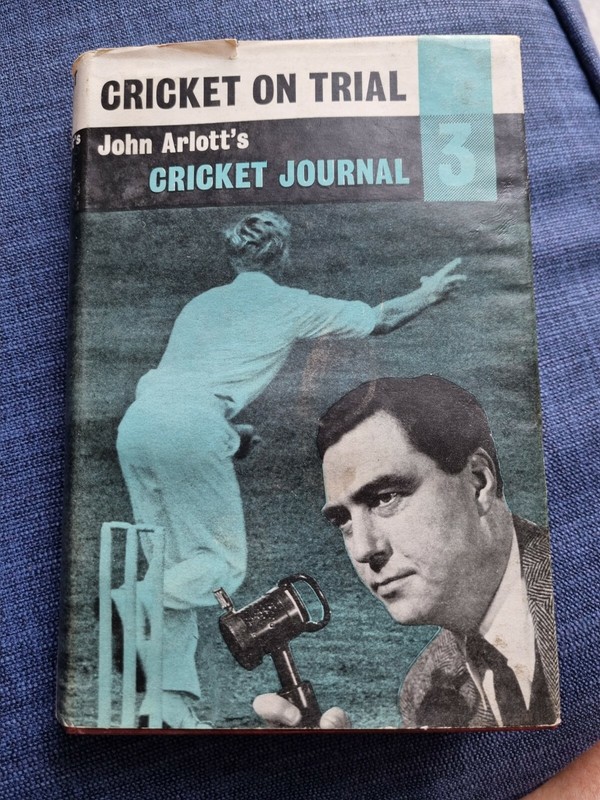 CRICKET ON TRIAL
John Arlott's
CRICKET JOURNAL
3